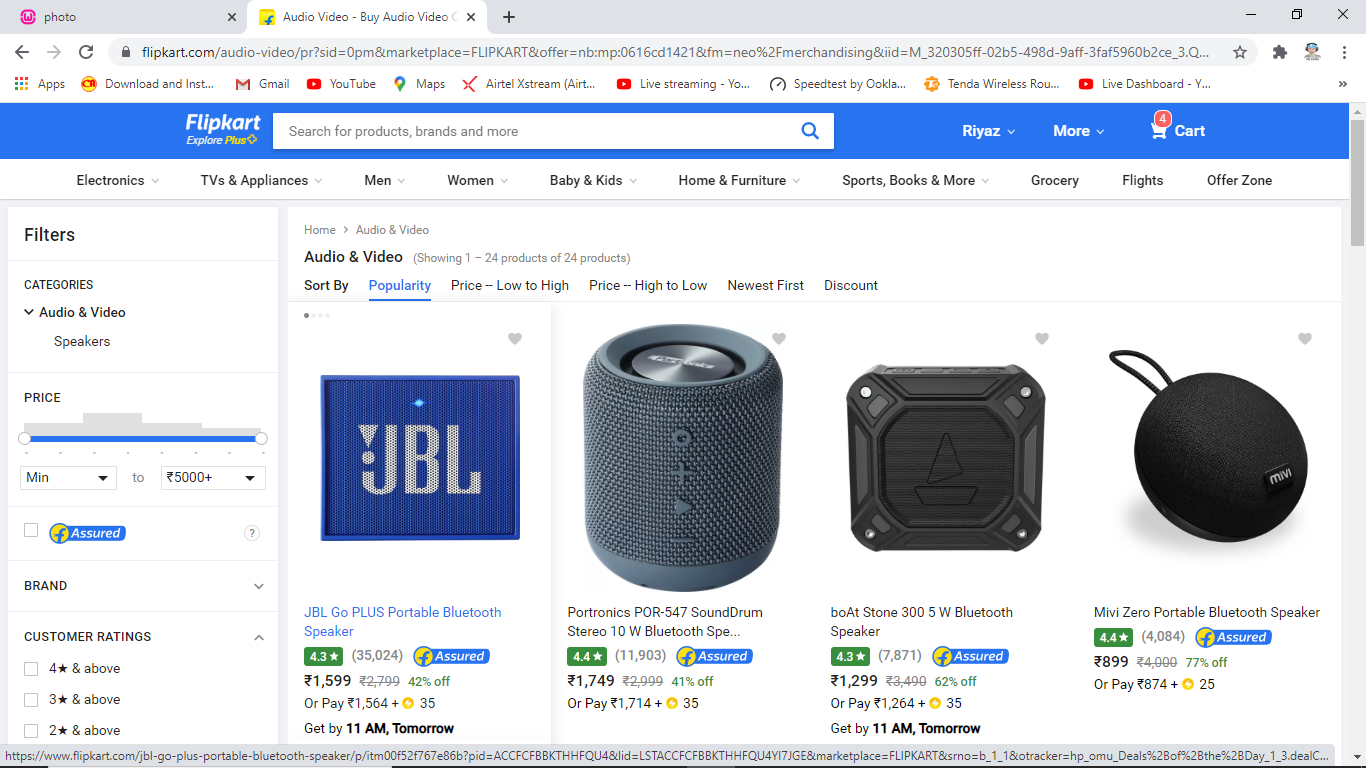 photo
Audio Video - Buy Audio Video
flipkart.com/audio-video/pr?sid=0pm&marketplace=FLIPKART&offer=nb:mp:0616cd1421&fm=neo%2Fmerchandising&iid=M_320305ff-02b5-498d-9aff-3faf5960b2ce_3.Q...
Apps
Download and Inst...
Gmail
YouTube
Maps
Airtel Xstream (Airt...
Live streaming - Yo...
Speedtest by Ookla...
Tenda Wireless Rou...
Live Dashboard - Y...
Flipkart
Explore Plus
Search for products, brands and more
Riyaz
More
4
Cart
Electronics
TVs & Appliances
Men
Women
Baby & Kids
Home & Furniture
Sports, Books & More
Grocery
Flights
Offer Zone
Filters
CATEGORIES
Audio & Video
Speakers
PRICE
Min
to
₹5000+
Assured
?
BRAND
CUSTOMER RATINGS
4★ & above
3★ & above
2★ & above
Home > Audio & Video
Audio & Video (Showing 1 – 24 products of 24 products)
Sort By Popularity Price -- Low to High Price -- High to Low Newest First Discount
JBL
JBL Go PLUS Portable Bluetooth
Speaker
4.3★ (35,024) Assured
₹1,599 ₹2,799 42% off
Or Pay ₹1,564 + 35
Get by 11 AM, Tomorrow
Portronics POR-547 SoundDrum
Stereo 10 W Bluetooth Spe...
4.4★ (11,903) Assured
₹1,749 ₹2,999 41% off
Or Pay ₹1,714 + 35
boAt Stone 300 5 W Bluetooth
Speaker
4.3★ (7,871) Assured
₹1,299 ₹3,490 62% off
Or Pay ₹1,264 + 35
Get by 11 AM, Tomorrow
mivi
Mivi Zero Portable Bluetooth Speaker
4.4★ (4,084) Assured
₹899 ₹4,000 77% off
Or Pay ₹874 + 25
https://www.flipkart.com/jbl-go-plus-portable-bluetooth-speaker/p/itm00f52f767e86b?pid=ACCFCFBBKTHHFQU4&lid=LSTACCFCFBBKTHHFQU4YI7JGE&marketplace=FLIPKART&srno=b_1_1&otracker=hp_omu_Deals%2Bof%2Bthe%2BDay_1_3.dealC...